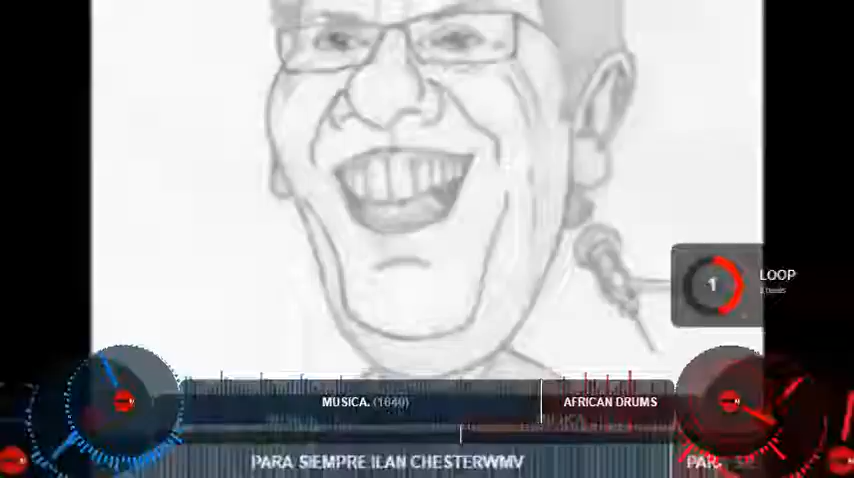 1 LOOP
MUSICA. (1640) AFRICAN DRUMS
PARA SIEMPRE ILAN CHESTERWMV PAR